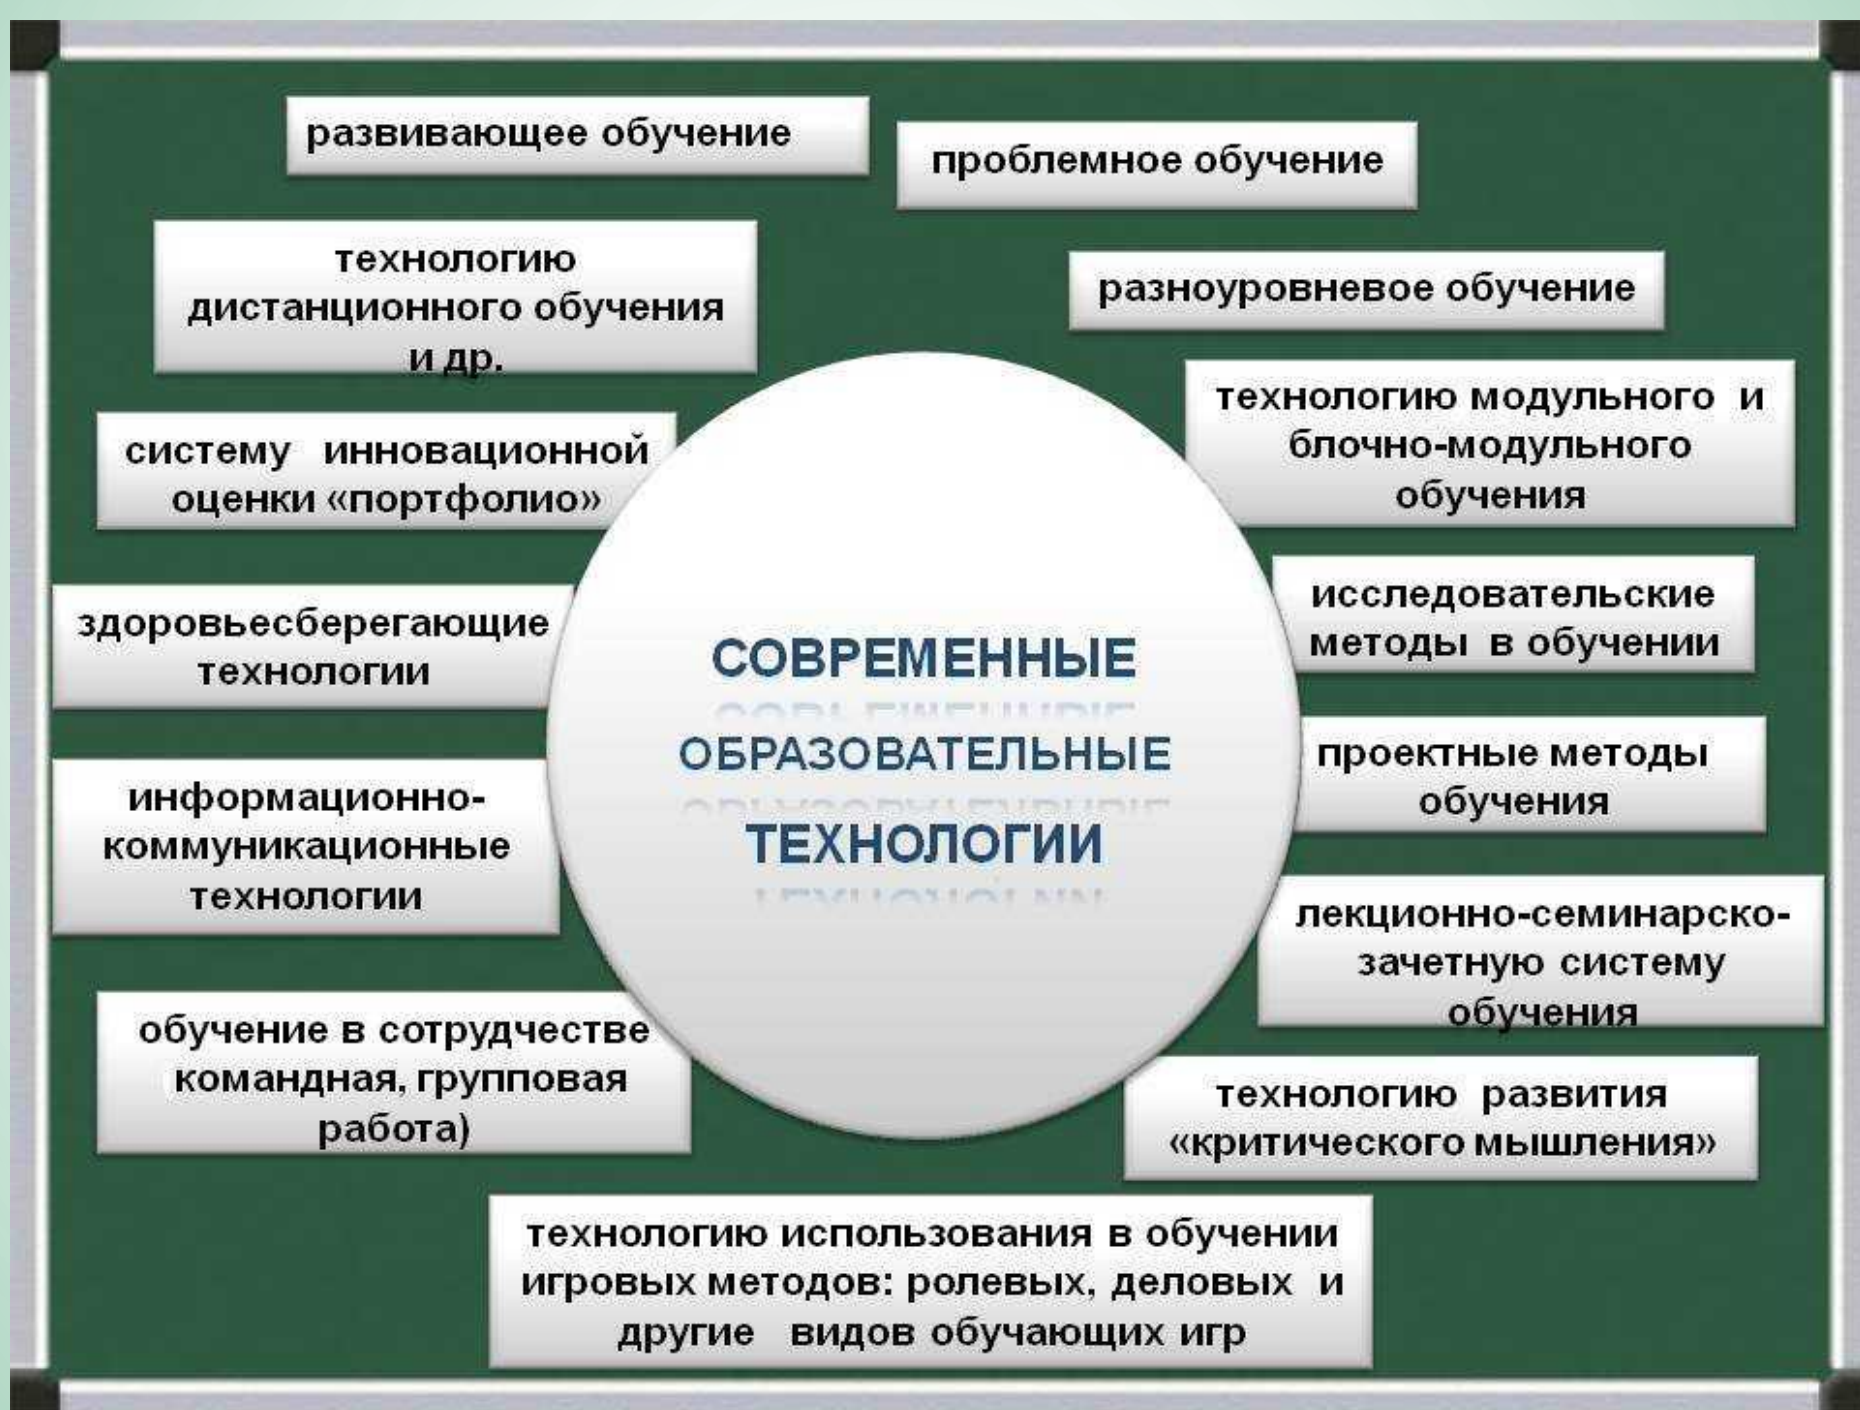 развивающее обучение
проблемное обучение
технологию
дистанционного обучения
и др.
разноуровневое обучение
технологию модульного и
блочно-модульного
обучения
систему инновационной
оценки «портфолио»
исследовательские
методы в обучении
здоровьесберегающие
технологии
СОВРЕМЕННЫЕ
ОБРАЗОВАТЕЛЬНЫЕ
ТЕХНОЛОГИИ
проектные методы
обучения
информационно-
коммуникационные
технологии
лекционно-семинарско-
зачетную систему
обучения
обучение в сотрудчестве
командная, групповая
работа)
технологию развития
«критического мышления»
технологию использования в обучении
игровых методов: ролевых, деловых и
другие видов обучающих игр